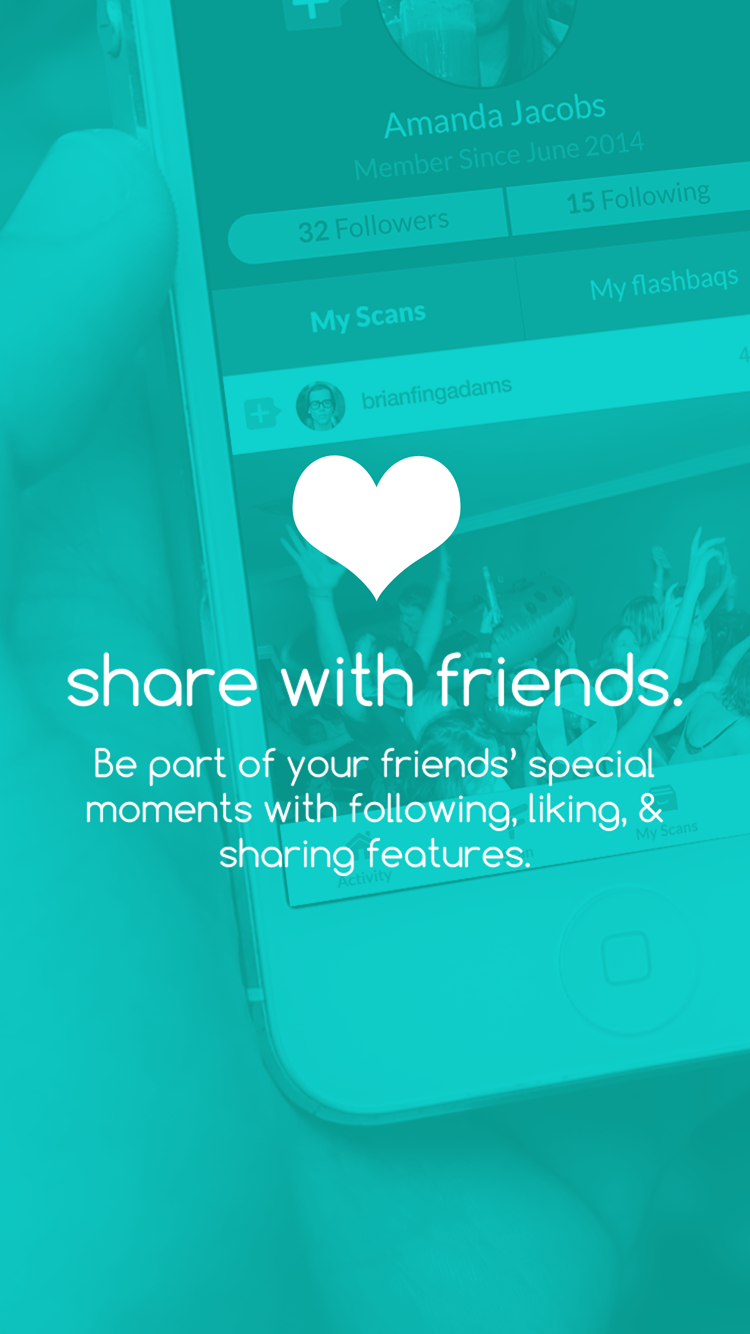 Amanda Jacobs
Member Since June 2014
32 Followers
15 Following
My Scans
My flashbaqs
brianfingadams
share with friends.
Be part of your friends’ special
moments with following, liking, &
sharing features.
My Scans
Activity